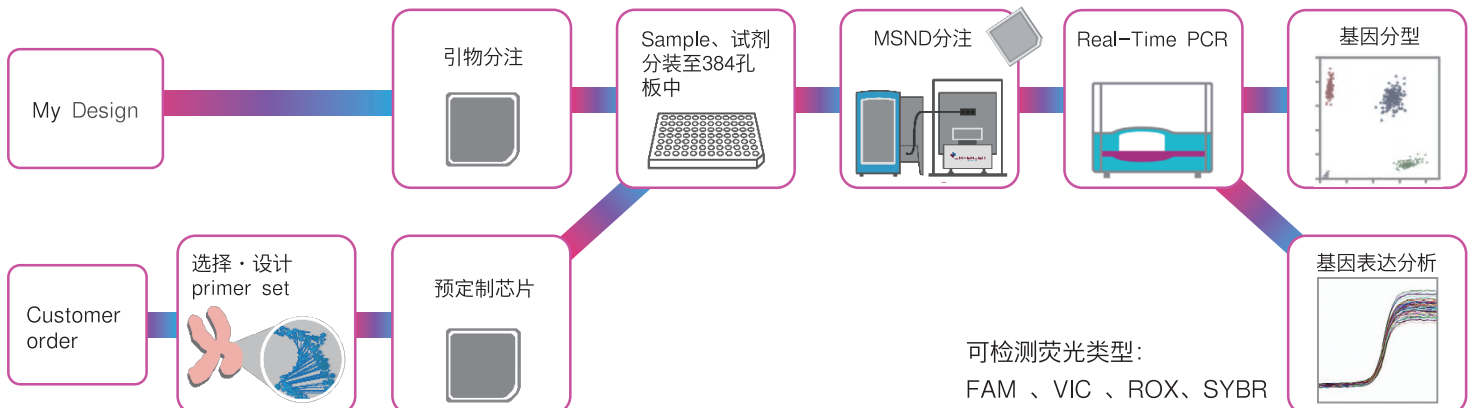 My Design
引物分注
Sample、试剂
分装至384孔
板中
MSND分注
Real-Time PCR
基因分型
Customer
order
选择·设计
primer set
预定制芯片
基因表达分析
可检测荧光类型：
FAM 、VIC 、ROX、SYBR